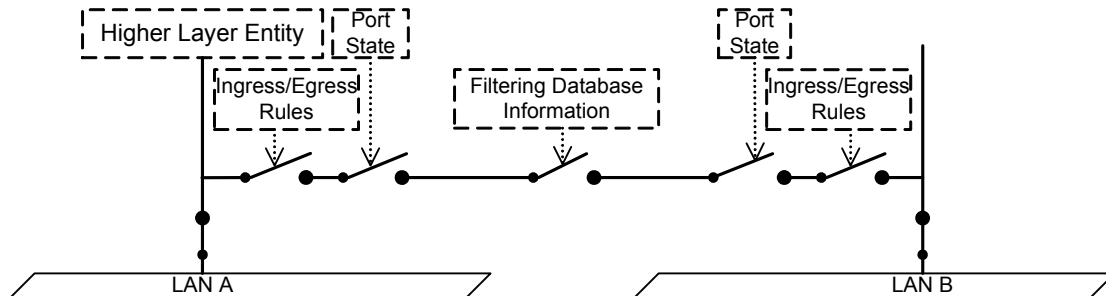 Higher Layer Entity
Port
State
Port
State
Ingress/Egress
Rules
Filtering Database
Information
Ingress/Egress
Rules
LAN A
LAN B